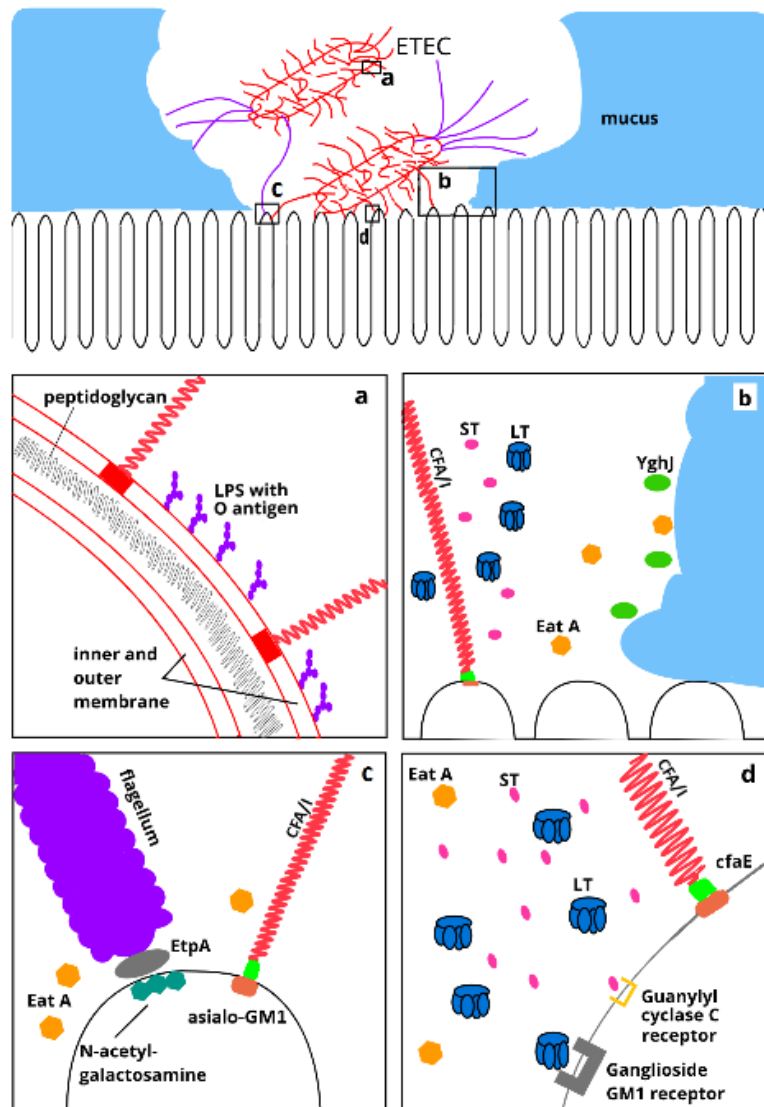 ETEC
a
mucus
c
b
d
a
peptidoglycan
LPS with
O antigen
inner and
outer
membrane
b
ST
LT
CFA/I
YghJ
Eat A
c
flagellum
CFA/I
EtpA
Eat A
asialo-GM1
N-acetyl-
galactosamine
d
Eat A
ST
CFA/I
cfaE
LT
Guanylyl
cyclase C
receptor
Ganglioside
GM1 receptor